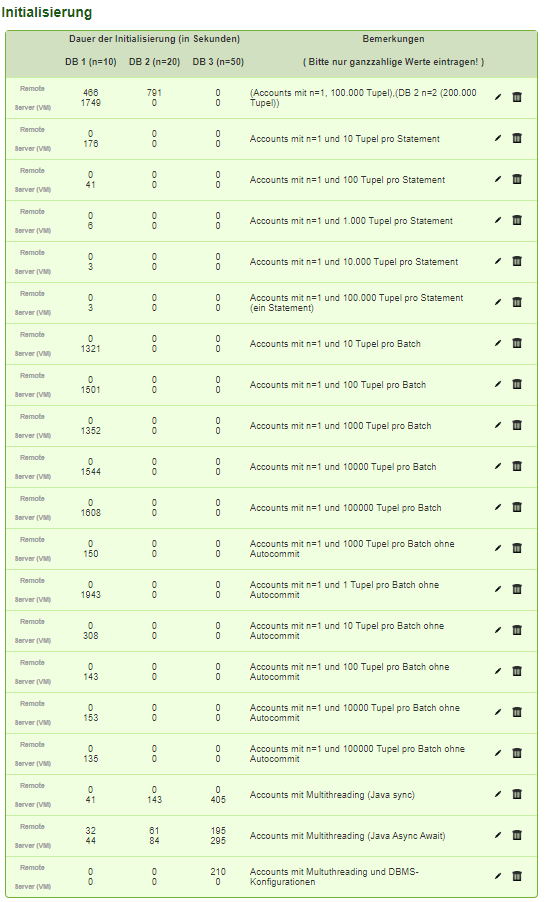 Initialisierung
Dauer der Initialisierung (in Sekunden) Bemerkungen
DB 1 (n=10) DB 2 (n=20) DB 3 (n=50) ( Bitte nur ganzzahlige Werte eintragen! )
Remote 466 791 0 (Accounts mit n=1, 100.000 Tupel),(DB 2 n=2 (200.000
Server (VM) 1749 0 0 Tupel))
Remote 0 0 0
Server (VM) 176 0 0 Accounts mit n=1 und 10 Tupel pro Statement
Remote 0 0 0
Server (VM) 41 0 0 Accounts mit n=1 und 100 Tupel pro Statement
Remote 0 0 0
Server (VM) 6 0 0 Accounts mit n=1 und 1.000 Tupel pro Statement
Remote 0 0 0
Server (VM) 3 0 0 Accounts mit n=1 und 10.000 Tupel pro Statement
Remote 0 0 0 Accounts mit n=1 und 100.000 Tupel pro Statement
Server (VM) 3 0 0 (ein Statement)
Remote 0 0 0
Server (VM) 1321 0 0 Accounts mit n=1 und 10 Tupel pro Batch
Remote 0 0 0
Server (VM) 1501 0 0 Accounts mit n=1 und 100 Tupel pro Batch
Remote 0 0 0
Server (VM) 1352 0 0 Accounts mit n=1 und 1000 Tupel pro Batch
Remote 0 0 0
Server (VM) 1544 0 0 Accounts mit n=1 und 10000 Tupel pro Batch
Remote 0 0 0
Server (VM) 1608 0 0 Accounts mit n=1 und 100000 Tupel pro Batch
Remote 0 0 0 Accounts mit n=1 und 1000 Tupel pro Batch ohne
Server (VM) 150 0 0 Autocommit
Remote 0 0 0 Accounts mit n=1 und 1 Tupel pro Batch ohne
Server (VM) 1943 0 0 Autocommit
Remote 0 0 0 Accounts mit n=1 und 10 Tupel pro Batch ohne
Server (VM) 308 0 0 Autocommit
Remote 0 0 0 Accounts mit n=1 und 100 Tupel pro Batch ohne
Server (VM) 143 0 0 Autocommit
Remote 0 0 0 Accounts mit n=1 und 10000 Tupel pro Batch ohne
Server (VM) 153 0 0 Autocommit
Remote 0 0 0 Accounts mit n=1 und 100000 Tupel pro Batch ohne
Server (VM) 135 0 0 Autocommit
Remote 0 0 0
Server (VM) 41 143 405 Accounts mit Multithreading (Java sync)
Remote 32 61 195
Server (VM) 44 84 295 Accounts mit Multithreading (Java Async Await)
Remote 0 0 210 Accounts mit Multuthreading und DBMS-
Server (VM) 0 0 0 Konfigurationen